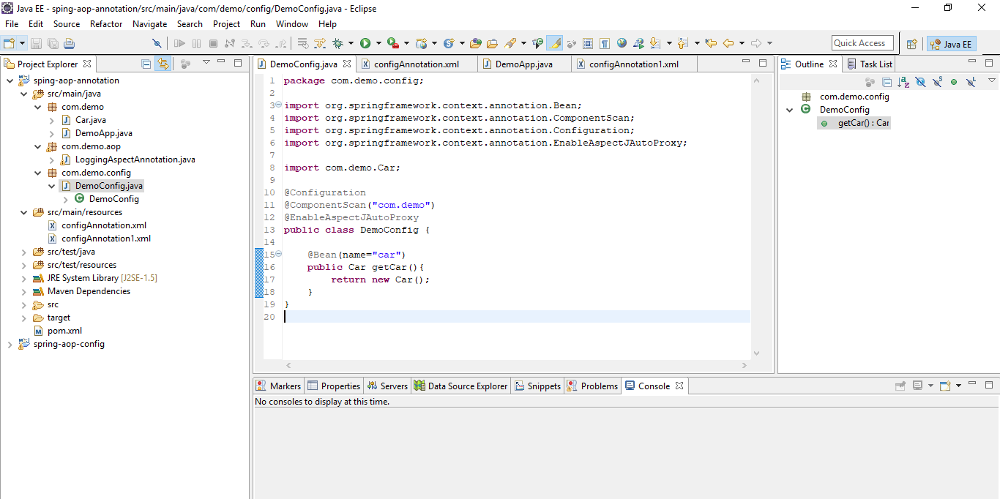 Java EE - sping-aop-annotation/src/main/java/com/demo/config/DemoConfig.java - Eclipse
File Edit Source Refactor Navigate Search Project Run Window Help
Quick Access Java EE
Project Explorer
sping-aop-annotation
src/main/java
com.demo
Car.java
DemoApp.java
com.demo.aop
LoggingAspectAnnotation.java
com.demo.config
DemoConfig.java
DemoConfig
src/main/resources
configAnnotation.xml
configAnnotation1.xml
src/test/java
src/test/resources
JRE System Library [J2SE-1.5]
Maven Dependencies
src
target
pom.xml
spring-aop-config
DemoConfig.java configAnnotation.xml DemoApp.java configAnnotation1.xml
1 package com.demo.config;
2
3 import org.springframework.context.annotation.Bean;
4 import org.springframework.context.annotation.ComponentScan;
5 import org.springframework.context.annotation.Configuration;
6 import org.springframework.context.annotation.EnableAspectJAutoProxy;
7
8 import com.demo.Car;
9
10 @Configuration
11 @ComponentScan("com.demo")
12 @EnableAspectJAutoProxy
13 public class DemoConfig {
14
15 @Bean(name="car")
16 public Car getCar(){
17 return new Car();
18 }
19 }
20
Outline Task List
com.demo.config
DemoConfig
getCar() : Car
Markers Properties Servers Data Source Explorer Snippets Problems Console
No consoles to display at this time.